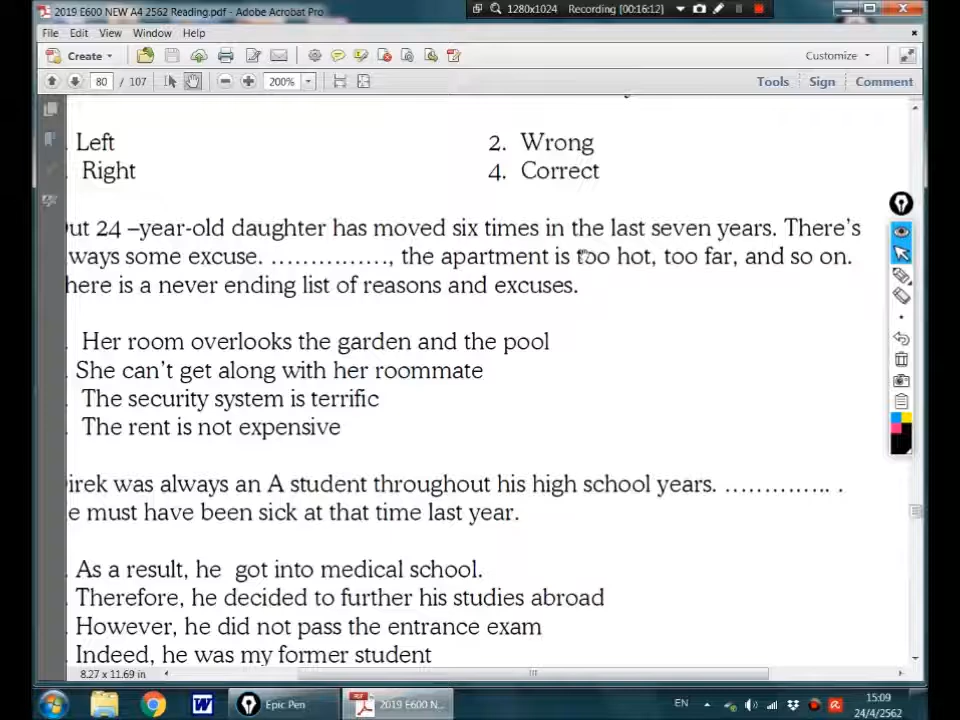 2019 E600 NEW A4 2562 Reading.pdf - Adobe Acrobat Pro
1280x1024 Recording [00:16:12]
File Edit View Window Help
Create Customize
80 / 107 200% Tools Sign Comment
. Left 2. Wrong
. Right 4. Correct
ut 24 –year-old daughter has moved six times in the last seven years. There's
ways some excuse. ……………, the apartment is too hot, too far, and so on.
here is a never ending list of reasons and excuses.
. Her room overlooks the garden and the pool
. She can't get along with her roommate
. The security system is terrific
. The rent is not expensive
irek was always an A student throughout his high school years. ………….. .
e must have been sick at that time last year.
. As a result, he got into medical school.
. Therefore, he decided to further his studies abroad
. However, he did not pass the entrance exam
. Indeed, he was my former student
8.27 x 11.69 in
Epic Pen 2019 E600 N... EN 15:09
24/4/2562